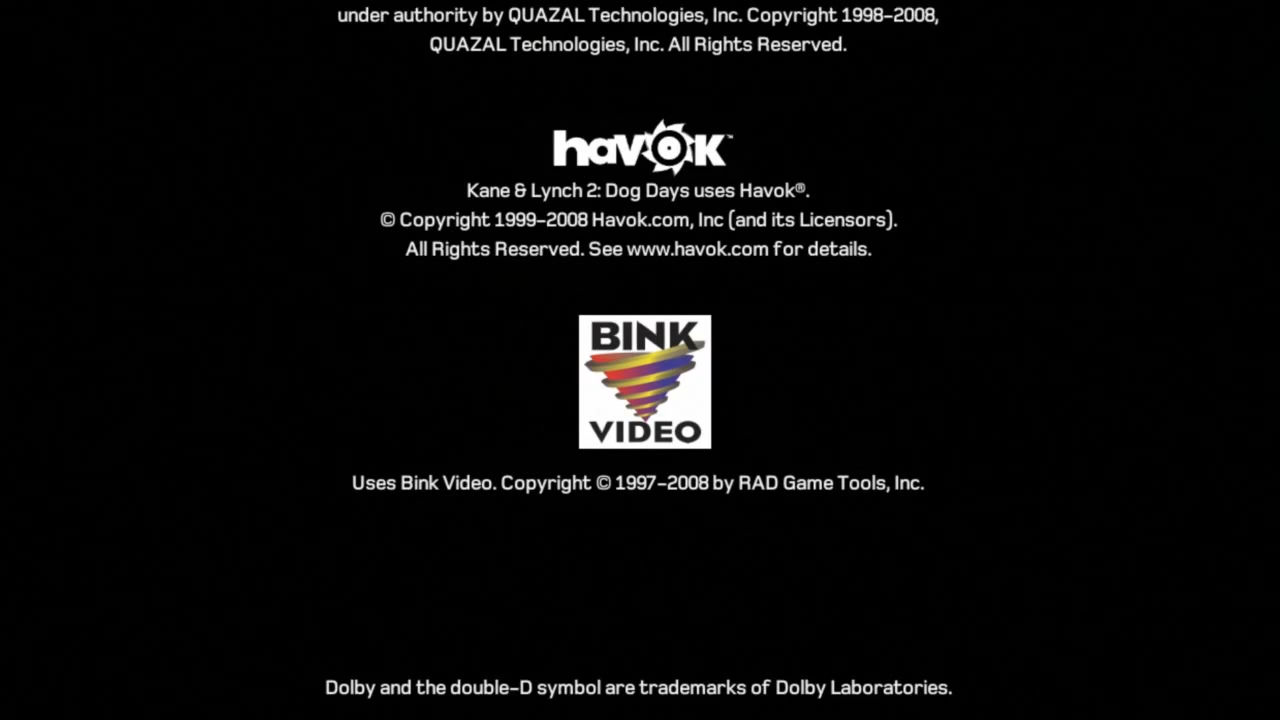 under authority by QUAZAL Technologies, Inc. Copyright 1998-2008,
QUAZAL Technologies, Inc. All Rights Reserved.
havok™
Kane & Lynch 2: Dog Days uses Havok®.
© Copyright 1999-2008 Havok.com, Inc (and its Licensors).
All Rights Reserved. See www.havok.com for details.
BINK
VIDEO
Uses Bink Video. Copyright © 1997-2008 by RAD Game Tools, Inc.
Dolby and the double-D symbol are trademarks of Dolby Laboratories.